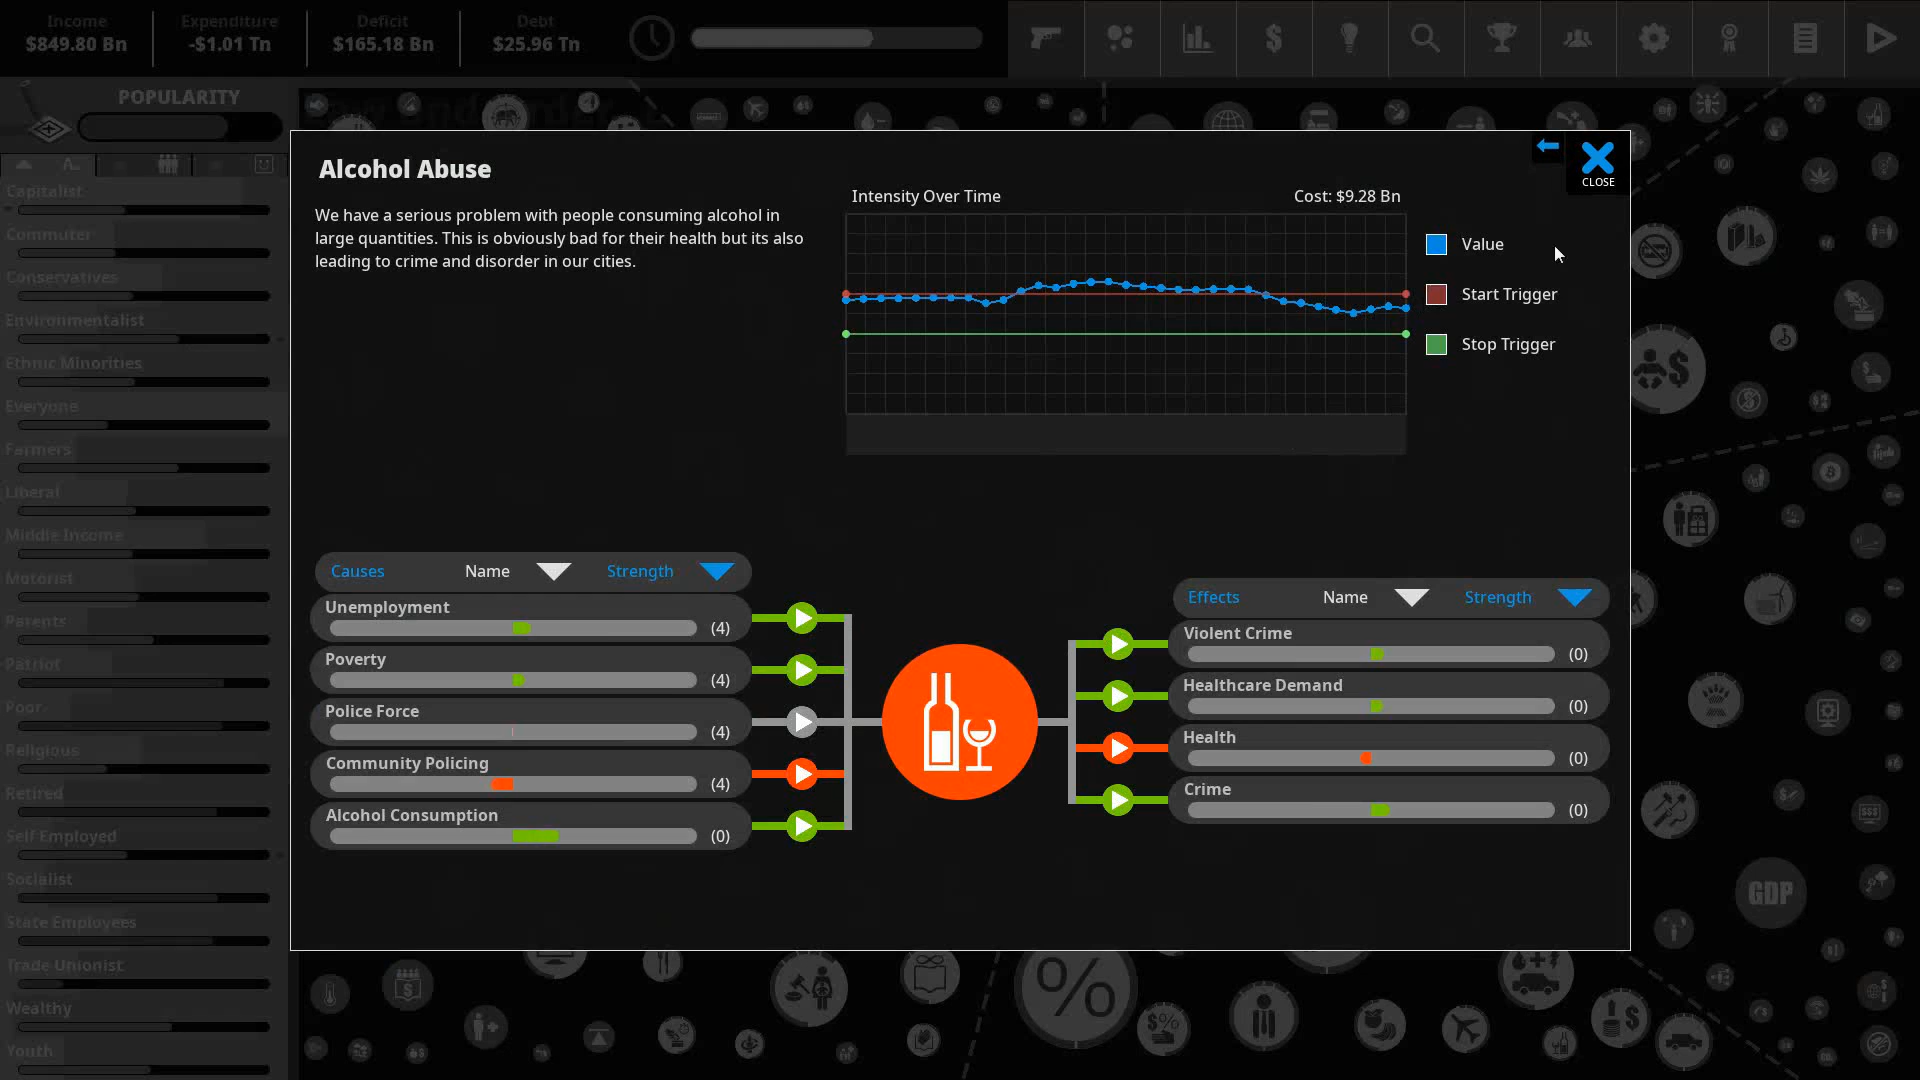 Income
Expenditure
Deficit
Debt
$849.80 Bn
-$1.01 Tn
$165.18 Bn
$25.96 Tn
POPULARITY
Capitalist
Commuter
Conservatives
Environmentalist
Ethnic Minorities
Everyone
Farmers
Liberal
Middle Income
Motorist
Parents
Patriot
Poor
Religious
Retired
Self Employed
Socialist
State Employees
Trade Unionist
Wealthy
Youth
Alcohol Abuse
We have a serious problem with people consuming alcohol in
large quantities. This is obviously bad for their health but its also
leading to crime and disorder in our cities.
Intensity Over Time
Cost: $9.28 Bn
CLOSE
Value
Start Trigger
Stop Trigger
Causes Name Strength
Unemployment
(4)
Poverty
(4)
Police Force
(4)
Community Policing
(4)
Alcohol Consumption
(0)
Effects Name Strength
Violent Crime
(0)
Healthcare Demand
(0)
Health
(0)
Crime
(0)
GDP
%